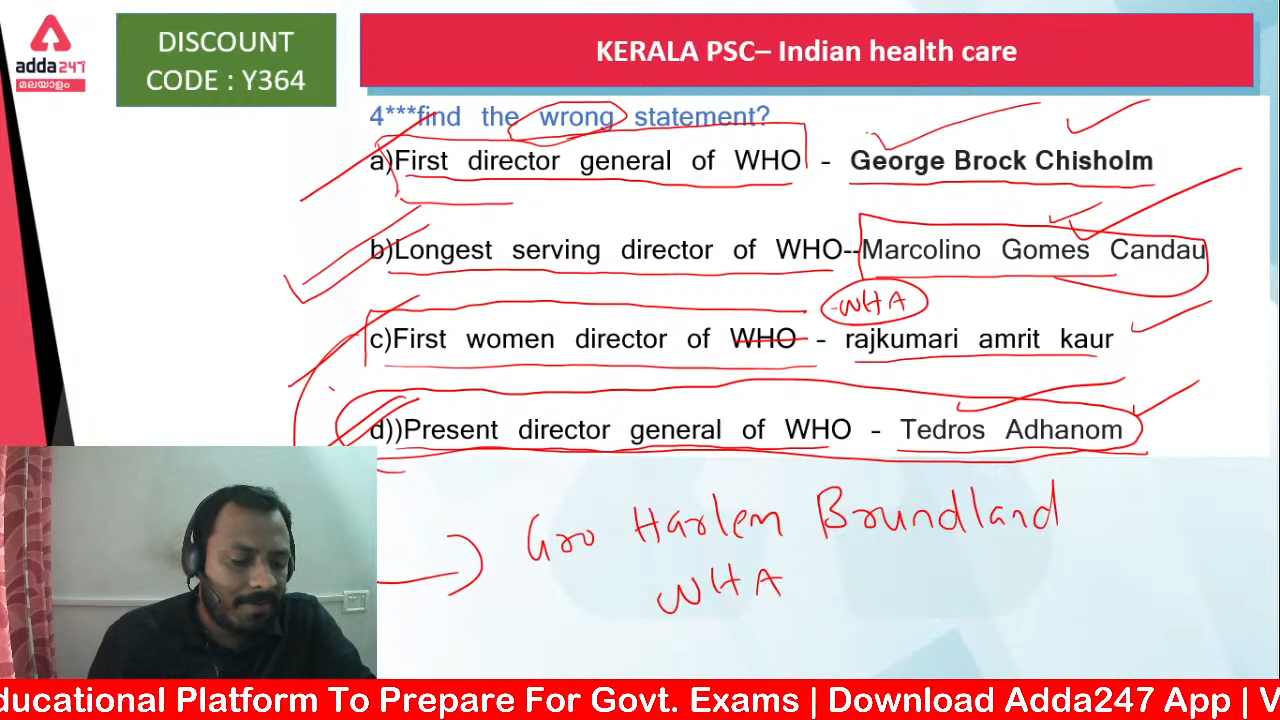 adda247
മലയാളം
DISCOUNT
CODE : Y364
KERALA PSC– Indian health care
4***find the wrong statement?
a)First director general of WHO – George Brock Chisholm
b)Longest serving director of WHO--Marcolino Gomes Candau
-WHA
c)First women director of WHO – rajkumari amrit kaur
d))Present director general of WHO – Tedros Adhanom
Gro Harlem Brundland
WHA
ducational Platform To Prepare For Govt. Exams | Download Adda247 App | V